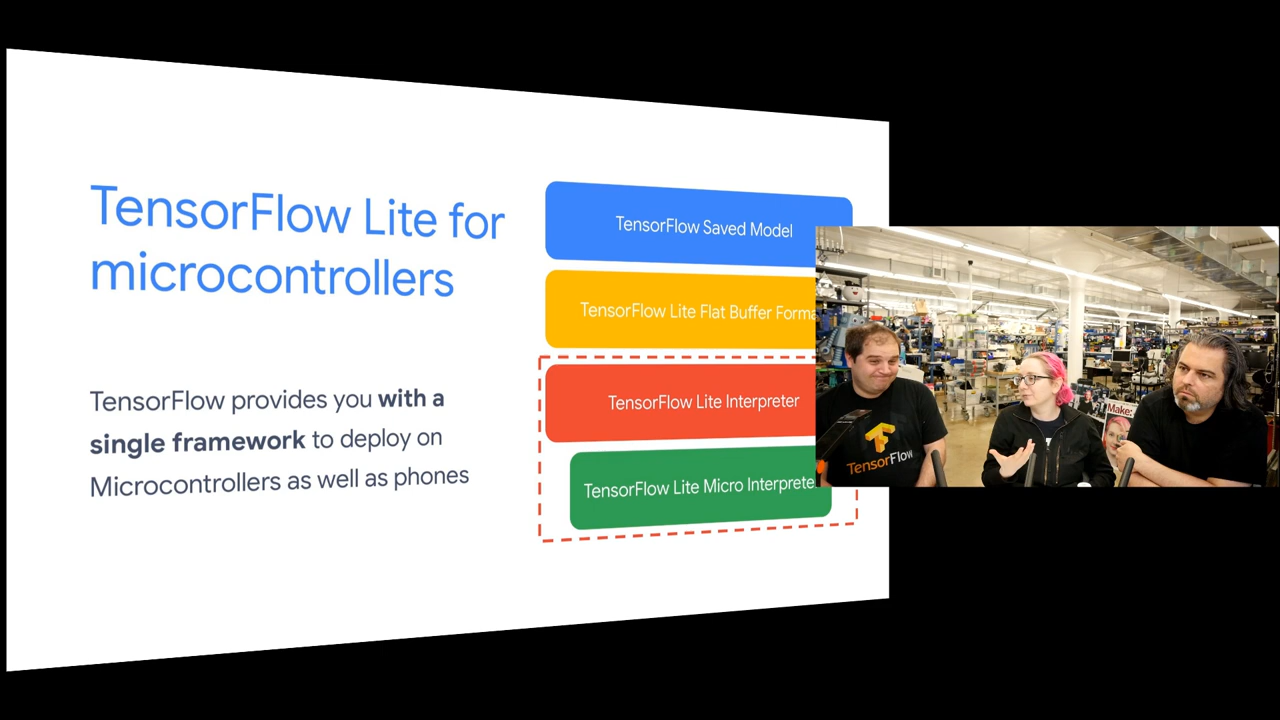 TensorFlow Lite for
microcontrollers
TensorFlow provides you with a
single framework to deploy on
Microcontrollers as well as phones
TensorFlow Saved Model
TensorFlow Lite Flat Buffer Forma
TensorFlow Lite Interpreter
TensorFlow Lite Micro Interprete
TensorFlow
Make: